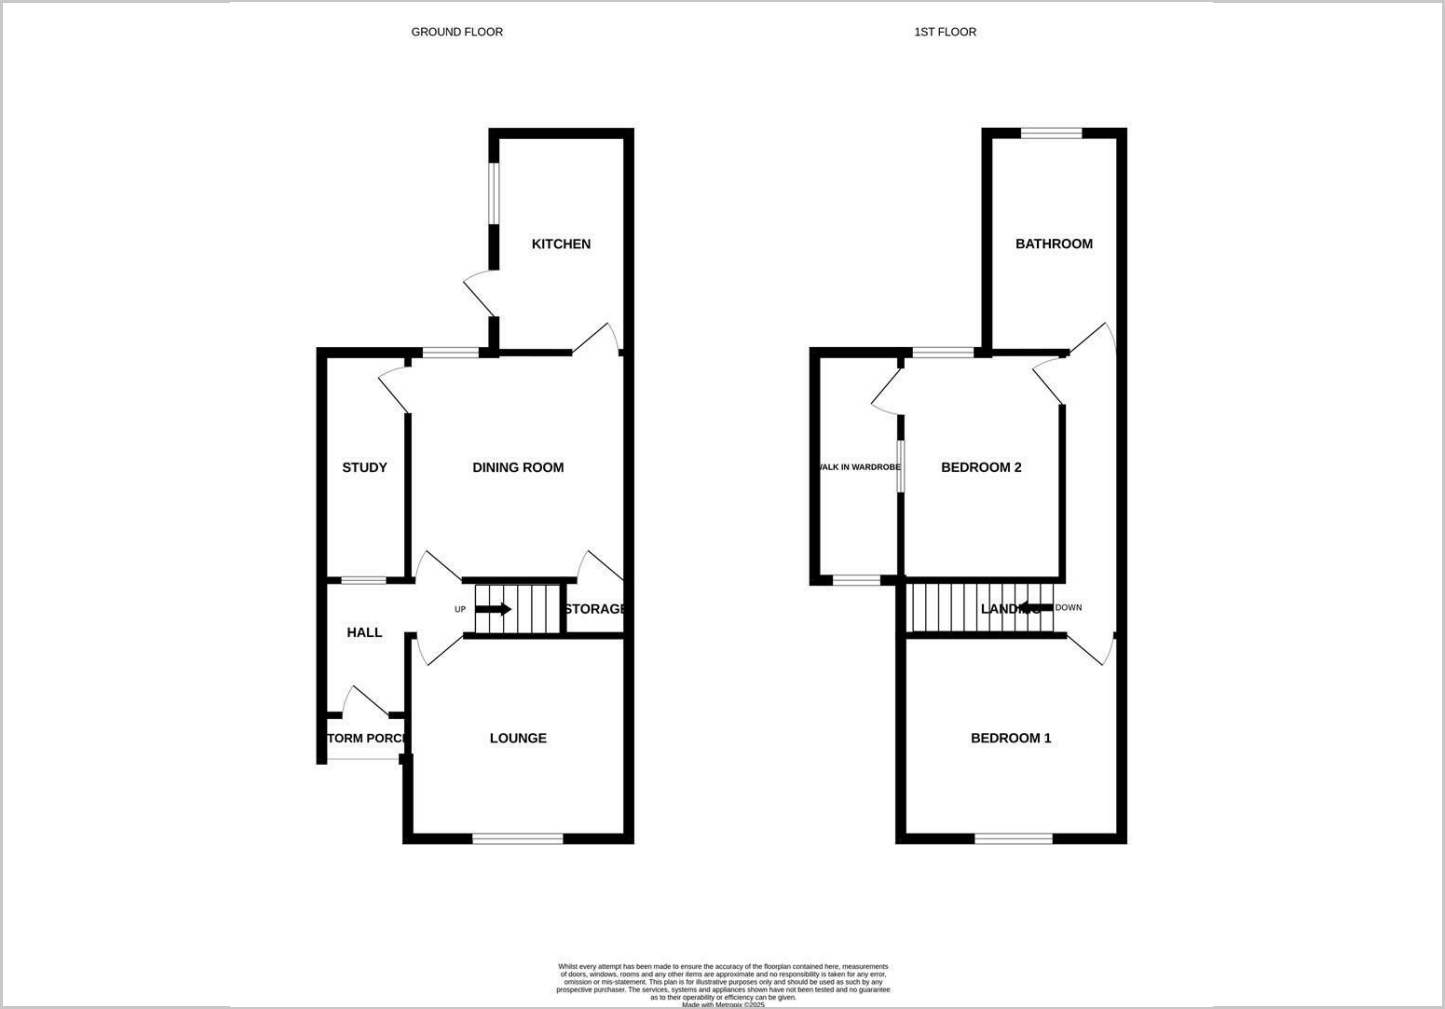 GROUND FLOOR
1ST FLOOR
KITCHEN
BATHROOM
STUDY
DINING ROOM
WALK IN WARDROBE
BEDROOM 2
UP
STORAGE
LANDING
DOWN
HALL
TORM PORC
LOUNGE
BEDROOM 1
Whilst every attempt has been made to ensure the accuracy of the floorplan contained here, measurements
of doors, windows, rooms and any other items are approximate and no responsibility is taken for any error,
omission or mis-statement. This plan is for illustrative purposes only and should be used as such by any
prospective purchaser. The services, systems and appliances shown have not been tested and no guarantee
as to their operability or efficiency can be given.
Made with Metropix ©2025